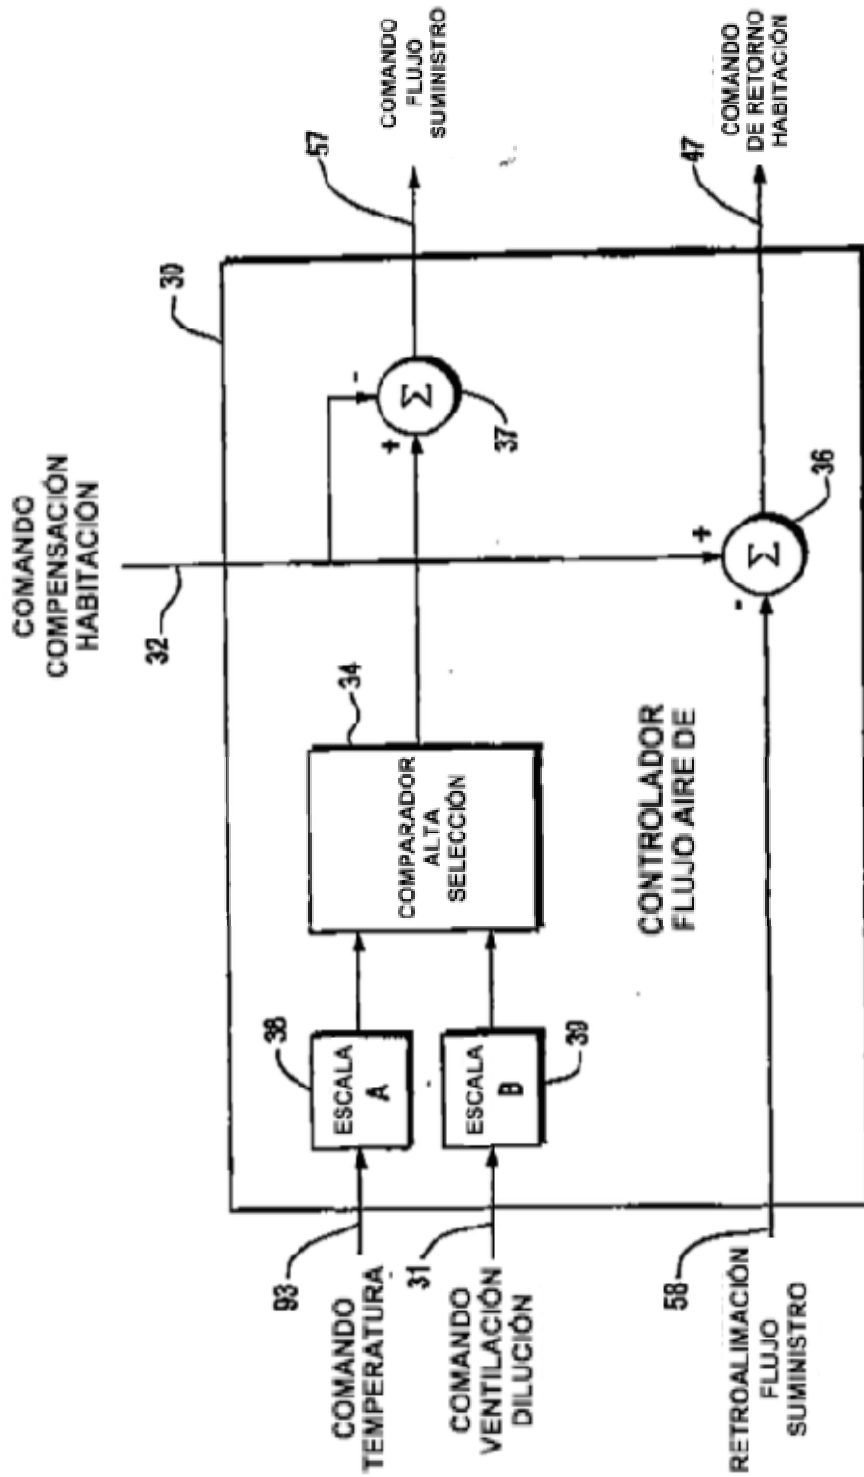 COMANDO
COMPENSACIÓN
HABITACIÓN
32
30
93
COMANDO
TEMPERATURA
38
ESCALA
A
34
COMPARADOR
ALTA
SELECCIÓN
+
-
Σ
37
57
COMANDO
FLUJO
SUMINISTRO
31
COMANDO
VENTILACIÓN
DILUCIÓN
ESCALA
B
39
CONTROLADOR
FLUJO AIRE DE
58
RETROALIMACIÓN
FLUJO
SUMINISTRO
-
+
Σ
36
47
COMANDO
DE RETORNO
HABITACIÓN